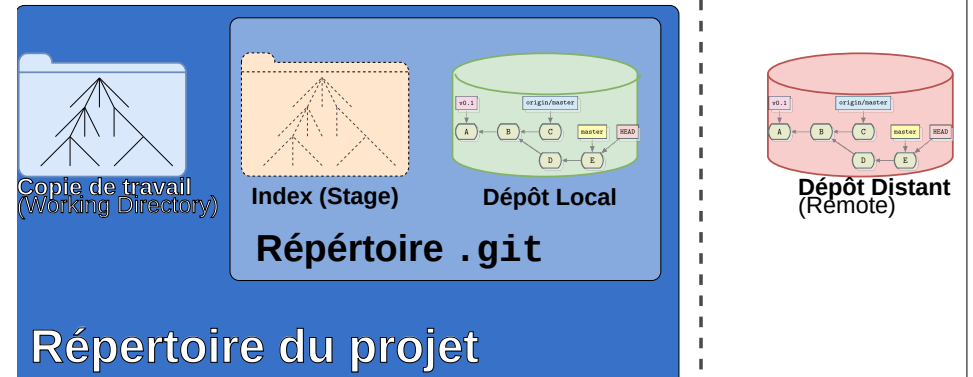 v0.1
origin/master
A
B
C
master
HEAD
D
E
v0.1
origin/master
A
B
C
master
HEAD
D
E
Copie de travail
(Working Directory)
Index (Stage)
Dépôt Local
Dépôt Distant
(Remote)
Répértoire .git
Répertoire du projet